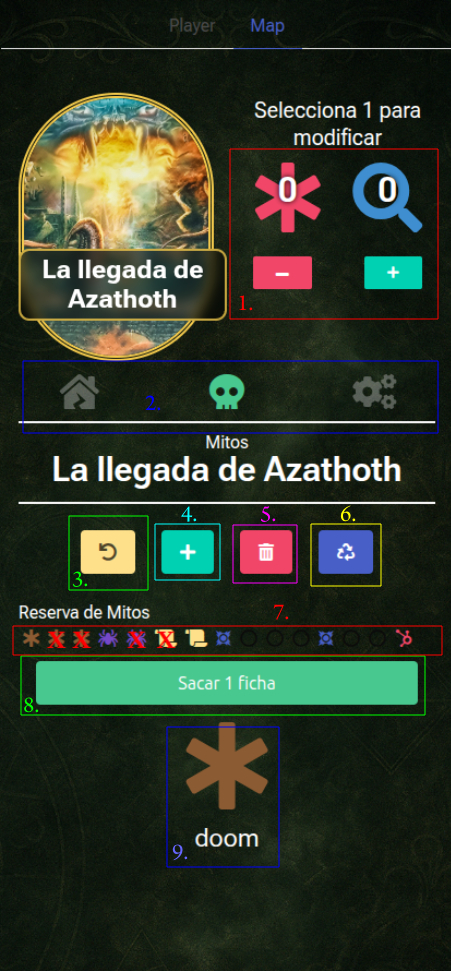 Player Map
Selecciona 1 para
modificar
0 0
La llegada de
Azathoth
− +
1.
2.
Mitos
La llegada de Azathoth
4. 5. 6.
+
3.
Reserva de Mitos 7.
X X X X
Sacar 1 ficha
8.
doom
9.